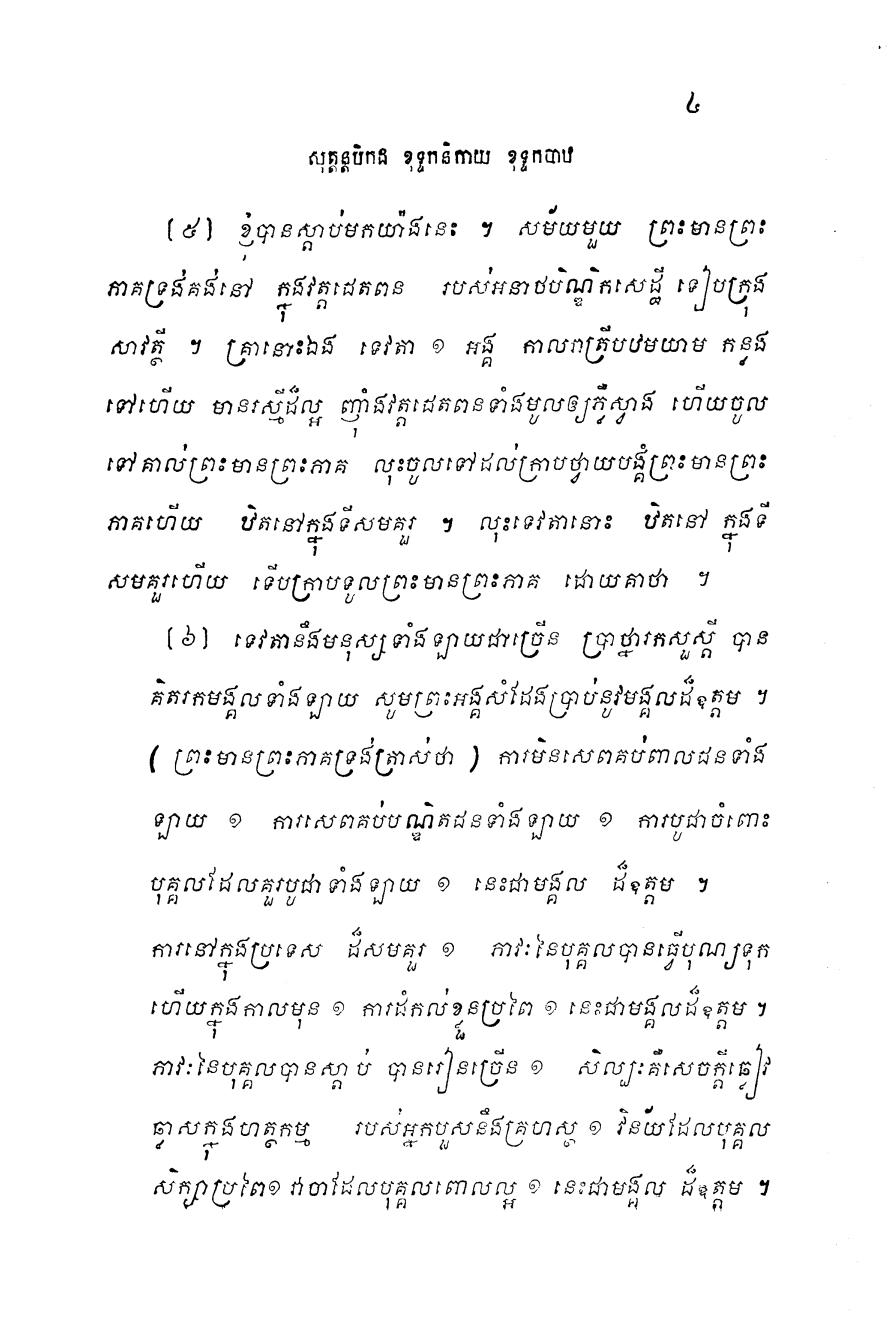 ៤
សុត្តន្តបិកដ ខុទ្ទកនិកាយ ខុទ្ទកបាឋ
(៥) ខ្ញុំបានស្តាប់មកយ៉ាងនេះ ។ សម័យមួយ ព្រះមានព្រះ
ភាគទ្រង់គង់នៅ ក្នុងវត្តជេតពន របស់អនាថបិណ្ឌិកសេដ្ឋី ទៀបក្រុង
សាវត្ថី ។ គ្រានោះឯង ទេវតា ១ អង្គ កាលរាត្រីបឋមយាម កន្លង
ទៅហើយ មានរស្មីដ៏ល្អ ញុំាងវត្តជេតពនទាំងមូលឲ្យភ្លឺស្វាង ហើយចូល
ទៅគាល់ព្រះមានព្រះភាគ លុះចូលទៅដល់ក្រាបថ្វាយបង្គំព្រះមានព្រះ
ភាគហើយ ឋិតនៅក្នុងទីសមគួរ ។ លុះទេវតានោះ ឋិតនៅ ក្នុងទី
សមគួរហើយ ទើបក្រាបទូលព្រះមានព្រះភាគ ដោយគាថា ។
(៦) ទេវតានឹងមនុស្សទាំងឡាយជាច្រើន ប្រាថ្នារកសួស្តី បាន
គិតរកមង្គលទាំងឡាយ សូមព្រះអង្គសំដែងប្រាប់នូវមង្គលដ៏ឧត្តម ។
( ព្រះមានព្រះភាគទ្រង់ត្រាស់ថា ) ការមិនសេពគប់ពាលជនទាំង
ឡាយ ១ ការសេពគប់បណ្ឌិតជនទាំងឡាយ ១ ការបូជាចំពោះ
បុគ្គលដែលគួរបូជាទាំងឡាយ ១ នេះជាមង្គល ដ៏ឧត្តម ។
ការនៅក្នុងប្រទេស ដ៏សមគួរ ១ ភាវៈនៃបុគ្គលបានធ្វើបុណ្យទុក
ហើយក្នុងកាលមុន ១ ការដំកល់ខ្លួនប្រពៃ ១ នេះជាមង្គលដ៏ឧត្តម ។
ភាវៈនៃបុគ្គលបានស្តាប់ បានរៀនច្រើន ១ សិល្បៈគឺសេចក្តីឆ្លៀវ
ឆ្លាសក្នុងហត្ថកម្ម របស់អ្នកបួសនឹងគ្រហស្ថ ១ វិន័យដែលបុគ្គល
សិក្សាប្រពៃ១ វាចាដែលបុគ្គលពោលល្អ ១ នេះជាមង្គល ដ៏ឧត្តម ។